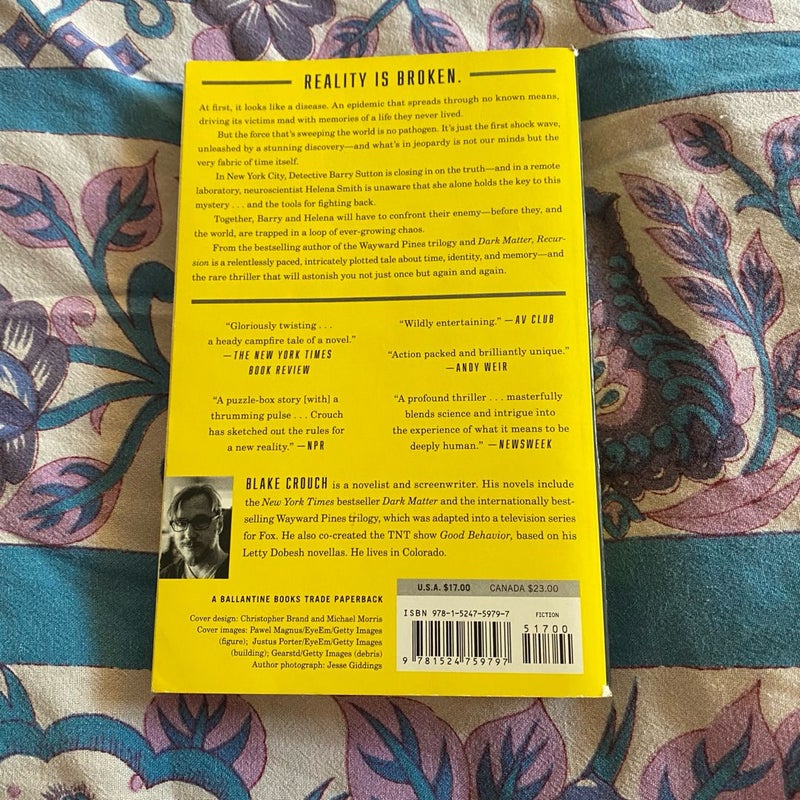 REALITY IS BROKEN.
At first, it looks like a disease. An epidemic that spreads through no known means,
driving its victims mad with memories of a life they never lived.
But the force that's sweeping the world is no pathogen. It's just the first shock wave,
unleashed by a stunning discovery—and what's in jeopardy is not our minds but the
very fabric of time itself.
In New York City, Detective Barry Sutton is closing in on the truth—and in a remote
laboratory, neuroscientist Helena Smith is unaware that she alone holds the key to this
mystery . . . and the tools for fighting back.
Together, Barry and Helena will have to confront their enemy—before they, and
the world, are trapped in a loop of ever-growing chaos.
From the bestselling author of the Wayward Pines trilogy and Dark Matter, Recur-
sion is a relentlessly paced, intricately plotted tale about time, identity, and memory—and
the rare thriller that will astonish you not just once but again and again.
"Gloriously twisting . . .
a heady campfire tale of a novel."
—THE NEW YORK TIMES
BOOK REVIEW
"A puzzle-box story [with] a
thrumming pulse . . . Crouch
has sketched out the rules for
a new reality." —NPR
"Wildly entertaining." —AV CLUB
"Action packed and brilliantly unique."
—ANDY WEIR
"A profound thriller . . . masterfully
blends science and intrigue into
the experience of what it means to be
deeply human." —NEWSWEEK
BLAKE CROUCH is a novelist and screenwriter. His novels include
the New York Times bestseller Dark Matter and the internationally best-
selling Wayward Pines trilogy, which was adapted into a television series
for Fox. He also co-created the TNT show Good Behavior, based on his
Letty Dobesh novellas. He lives in Colorado.
A BALLANTINE BOOKS TRADE PAPERBACK
Cover design: Christopher Brand and Michael Morris
Cover images: Pawel Magnus/EyeEm/Getty Images
(figure); Justus Porter/EyeEm/Getty Images
(building); Gearstd/Getty Images (debris)
Author photograph: Jesse Giddings
U.S.A. $17.00 CANADA $23.00
ISBN 978-1-5247-5979-7
FICTION
51700
9 781524 759797